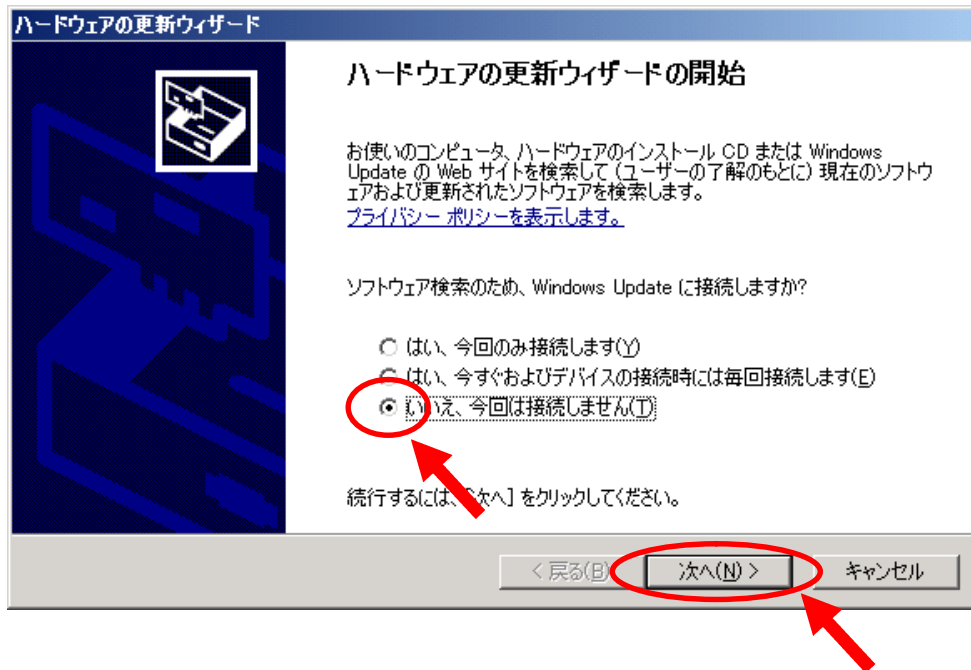 ハードウェアの更新ウィザード
ハードウェアの更新ウィザードの開始
お使いのコンピュータ、ハードウェアのインストール CD または Windows
Update の Web サイトを検索して (ユーザーの了解のもとに) 現在のソフトウ
ェアおよび更新されたソフトウェアを検索します。
プライバシー ポリシーを表示します。
ソフトウェア検索のため、Windows Update に接続しますか?
はい、今回のみ接続します(Y)
はい、今すぐおよびデバイスの接続時には毎回接続します(E)
いいえ、今回は接続しません(T)
続行するには、[次へ] をクリックしてください。
< 戻る(B) 次へ(N) > キャンセル